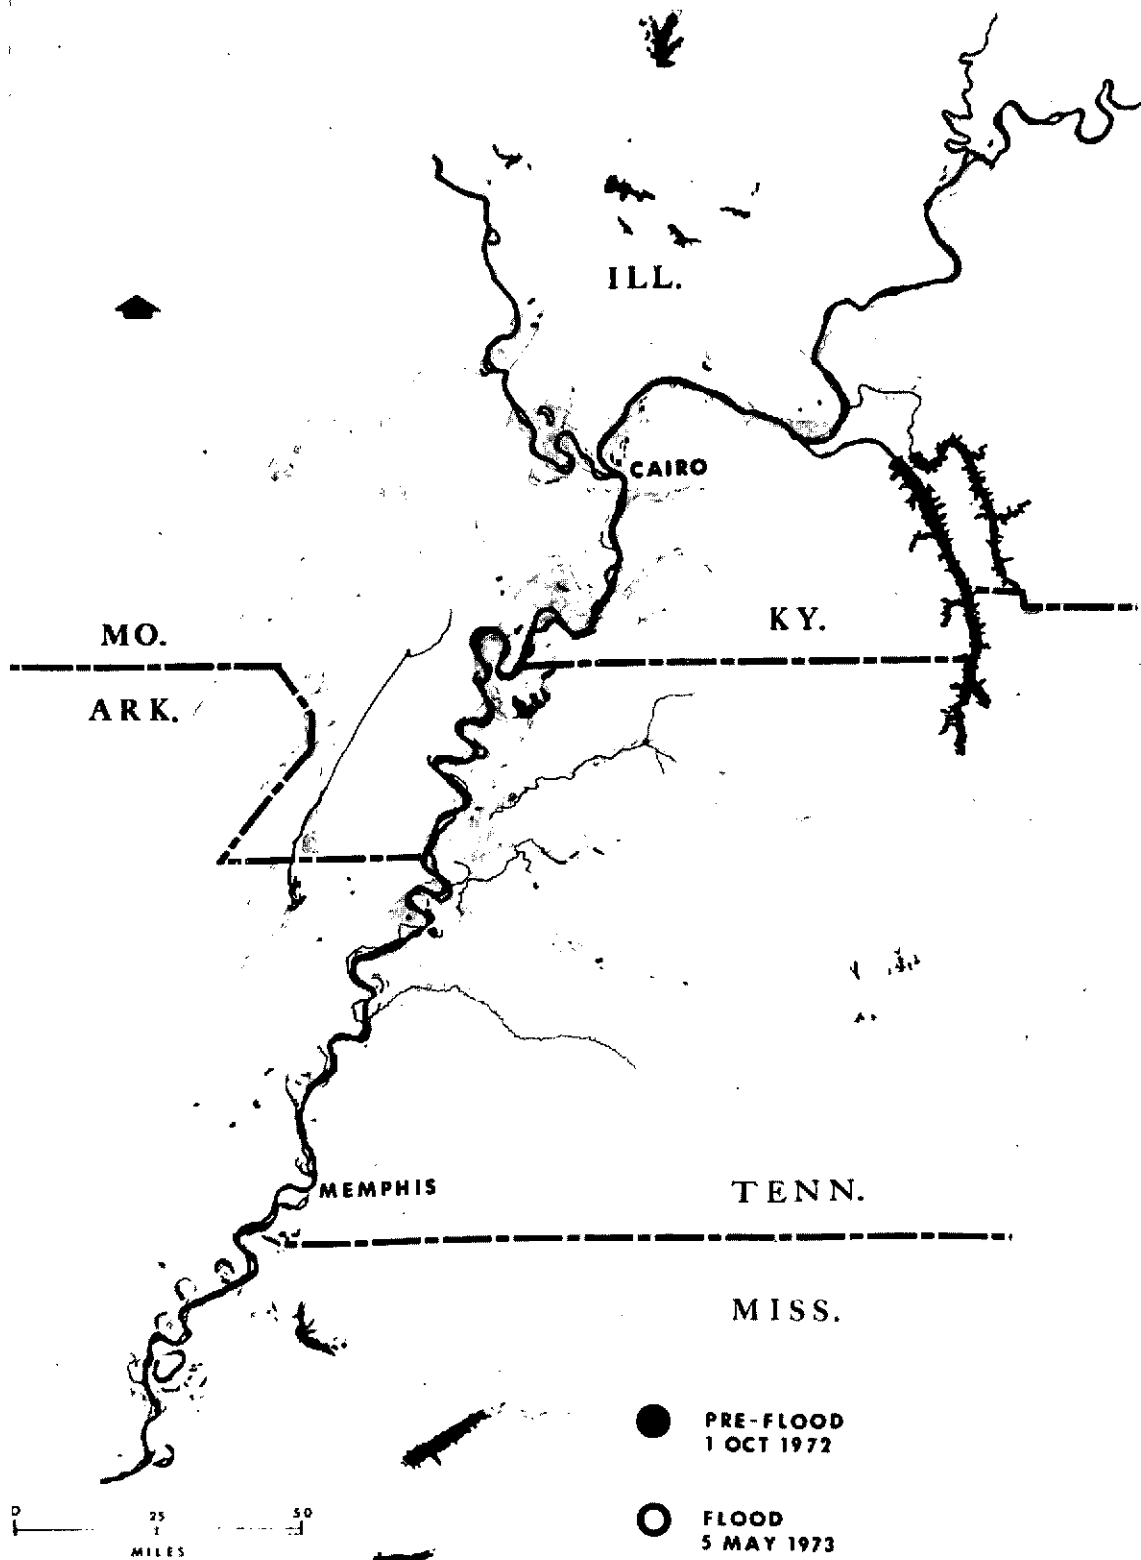 ILL.
CAIRO
MO.
KY.
ARK.
MEMPHIS
TENN.
MISS.
PRE-FLOOD
1 OCT 1972
FLOOD
5 MAY 1973
0 25 50
MILES